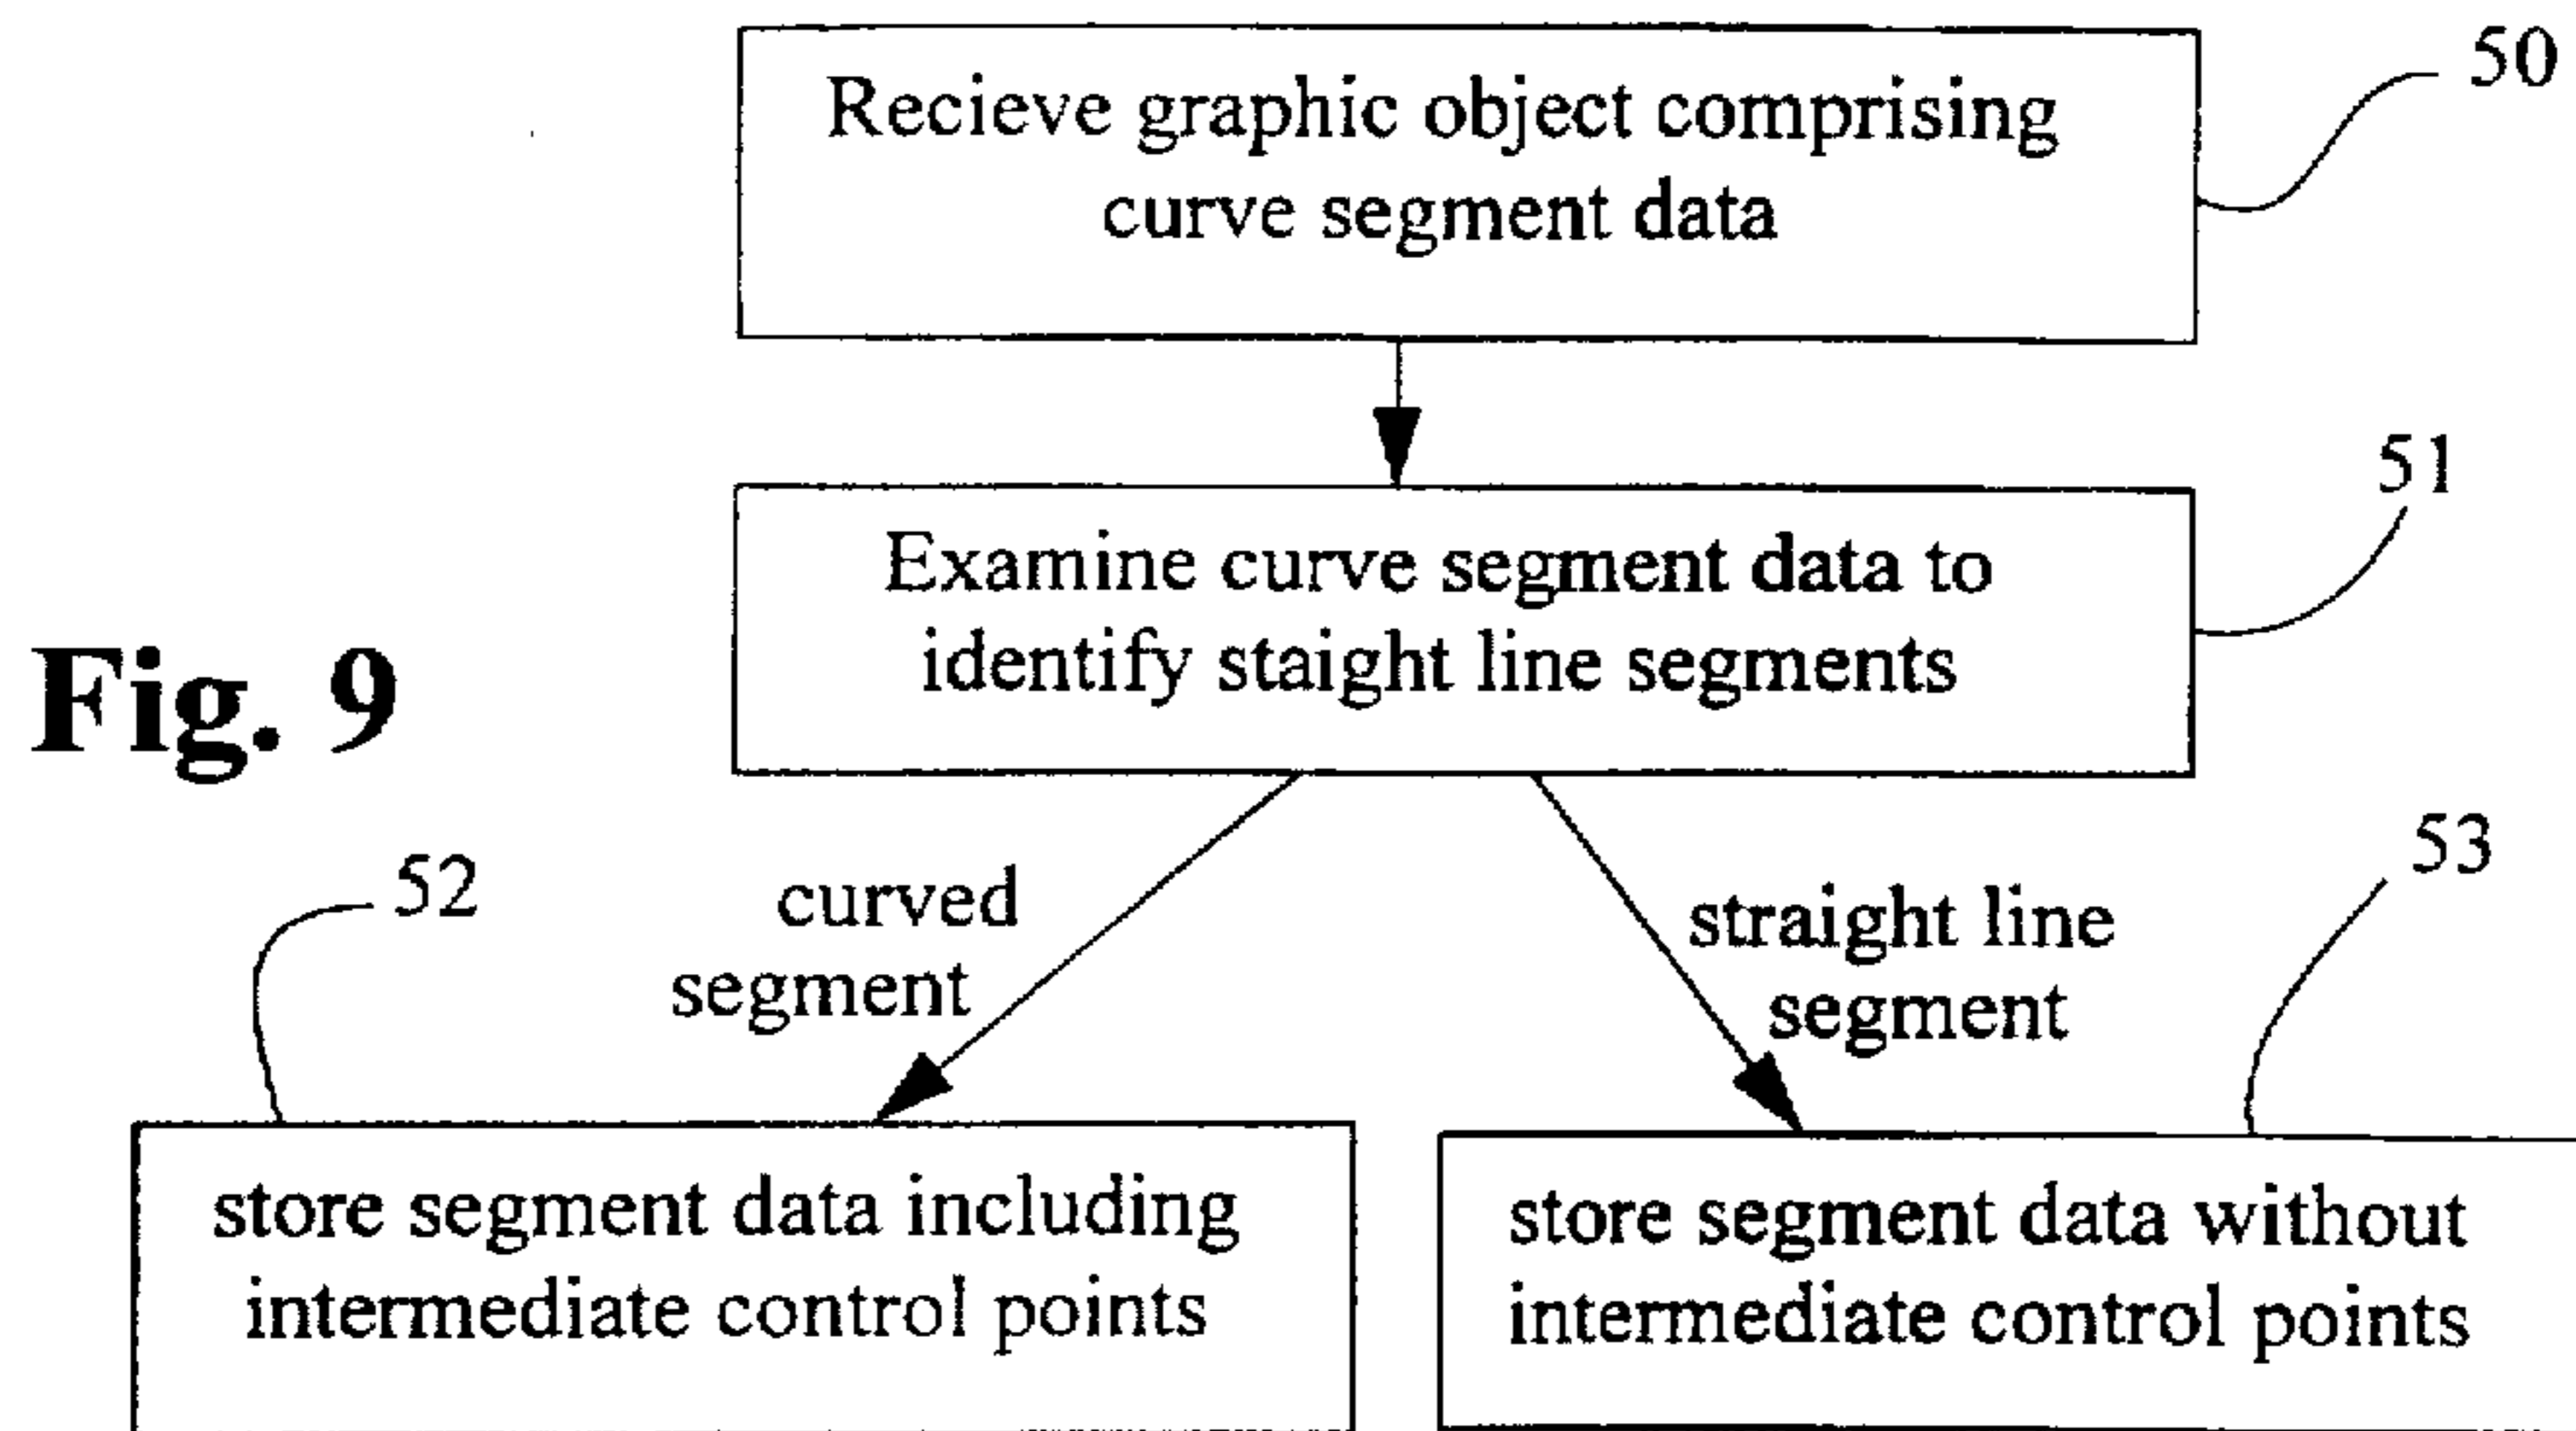 Recieve graphic object comprising
curve segment data
50
Examine curve segment data to
identify staight line segments
51
Fig. 9
curved
segment
straight line
segment
52
53
store segment data including
intermediate control points
store segment data without
intermediate control points